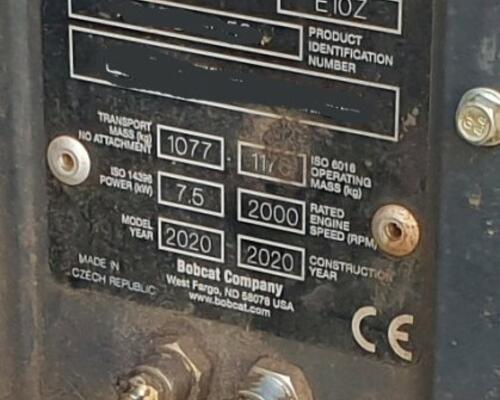 E10Z
PRODUCT
IDENTIFICATION
NUMBER
TRANSPORT
MASS (kg)
NO ATTACHMENT
1077
ISO 6016
OPERATING
MASS (kg)
ISO 14396
POWER (kW)
7.5
2000
RATED
ENGINE
SPEED (RPM)
MODEL
YEAR
2020
2020
CONSTRUCTION
YEAR
MADE IN
CZECH REPUBLIC
Bobcat Company
West Fargo, ND 58078 USA
www.bobcat.com
CE